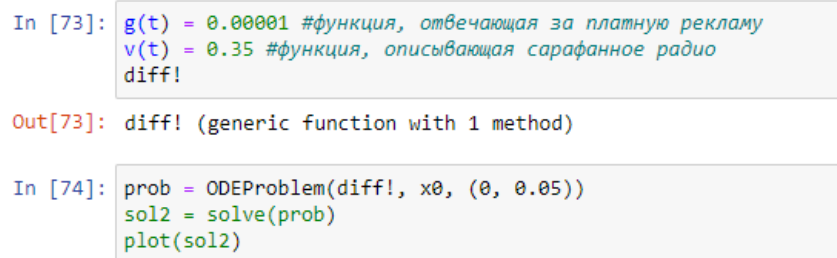 In [73]: g(t) = 0.00001 #функция, отвечающая за платную рекламу
v(t) = 0.35 #функция, описывающая сарафанное радио
diff!
Out[73]: diff! (generic function with 1 method)
In [74]: prob = ODEProblem(diff!, x0, (0, 0.05))
sol2 = solve(prob)
plot(sol2)